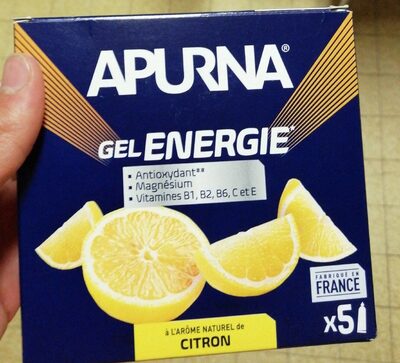 APURNA®
GEL ENERGIE*
▪ Antioxydant**
▪ Magnésium
▪ Vitamines B1, B2, B6, C et E
FABRIQUÉ EN
FRANCE
x5
à L'ARÔME NATUREL de
CITRON